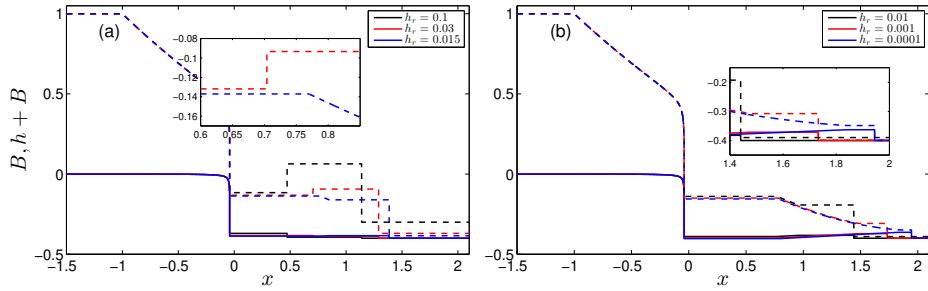 (a)
h_r = 0.1
h_r = 0.03
h_r = 0.015
−0.08
−0.1
−0.12
−0.14
−0.16
0.6 0.65 0.7 0.75 0.8
1
0.5
0
−0.5
−1.5 −1 −0.5 0 0.5 1 1.5 2
B, h + B
x
(b)
h_r = 0.01
h_r = 0.001
h_r = 0.0001
−0.2
−0.3
−0.4
1.4 1.6 1.8 2
1
0.5
0
−0.5
−1.5 −1 −0.5 0 0.5 1 1.5 2
x